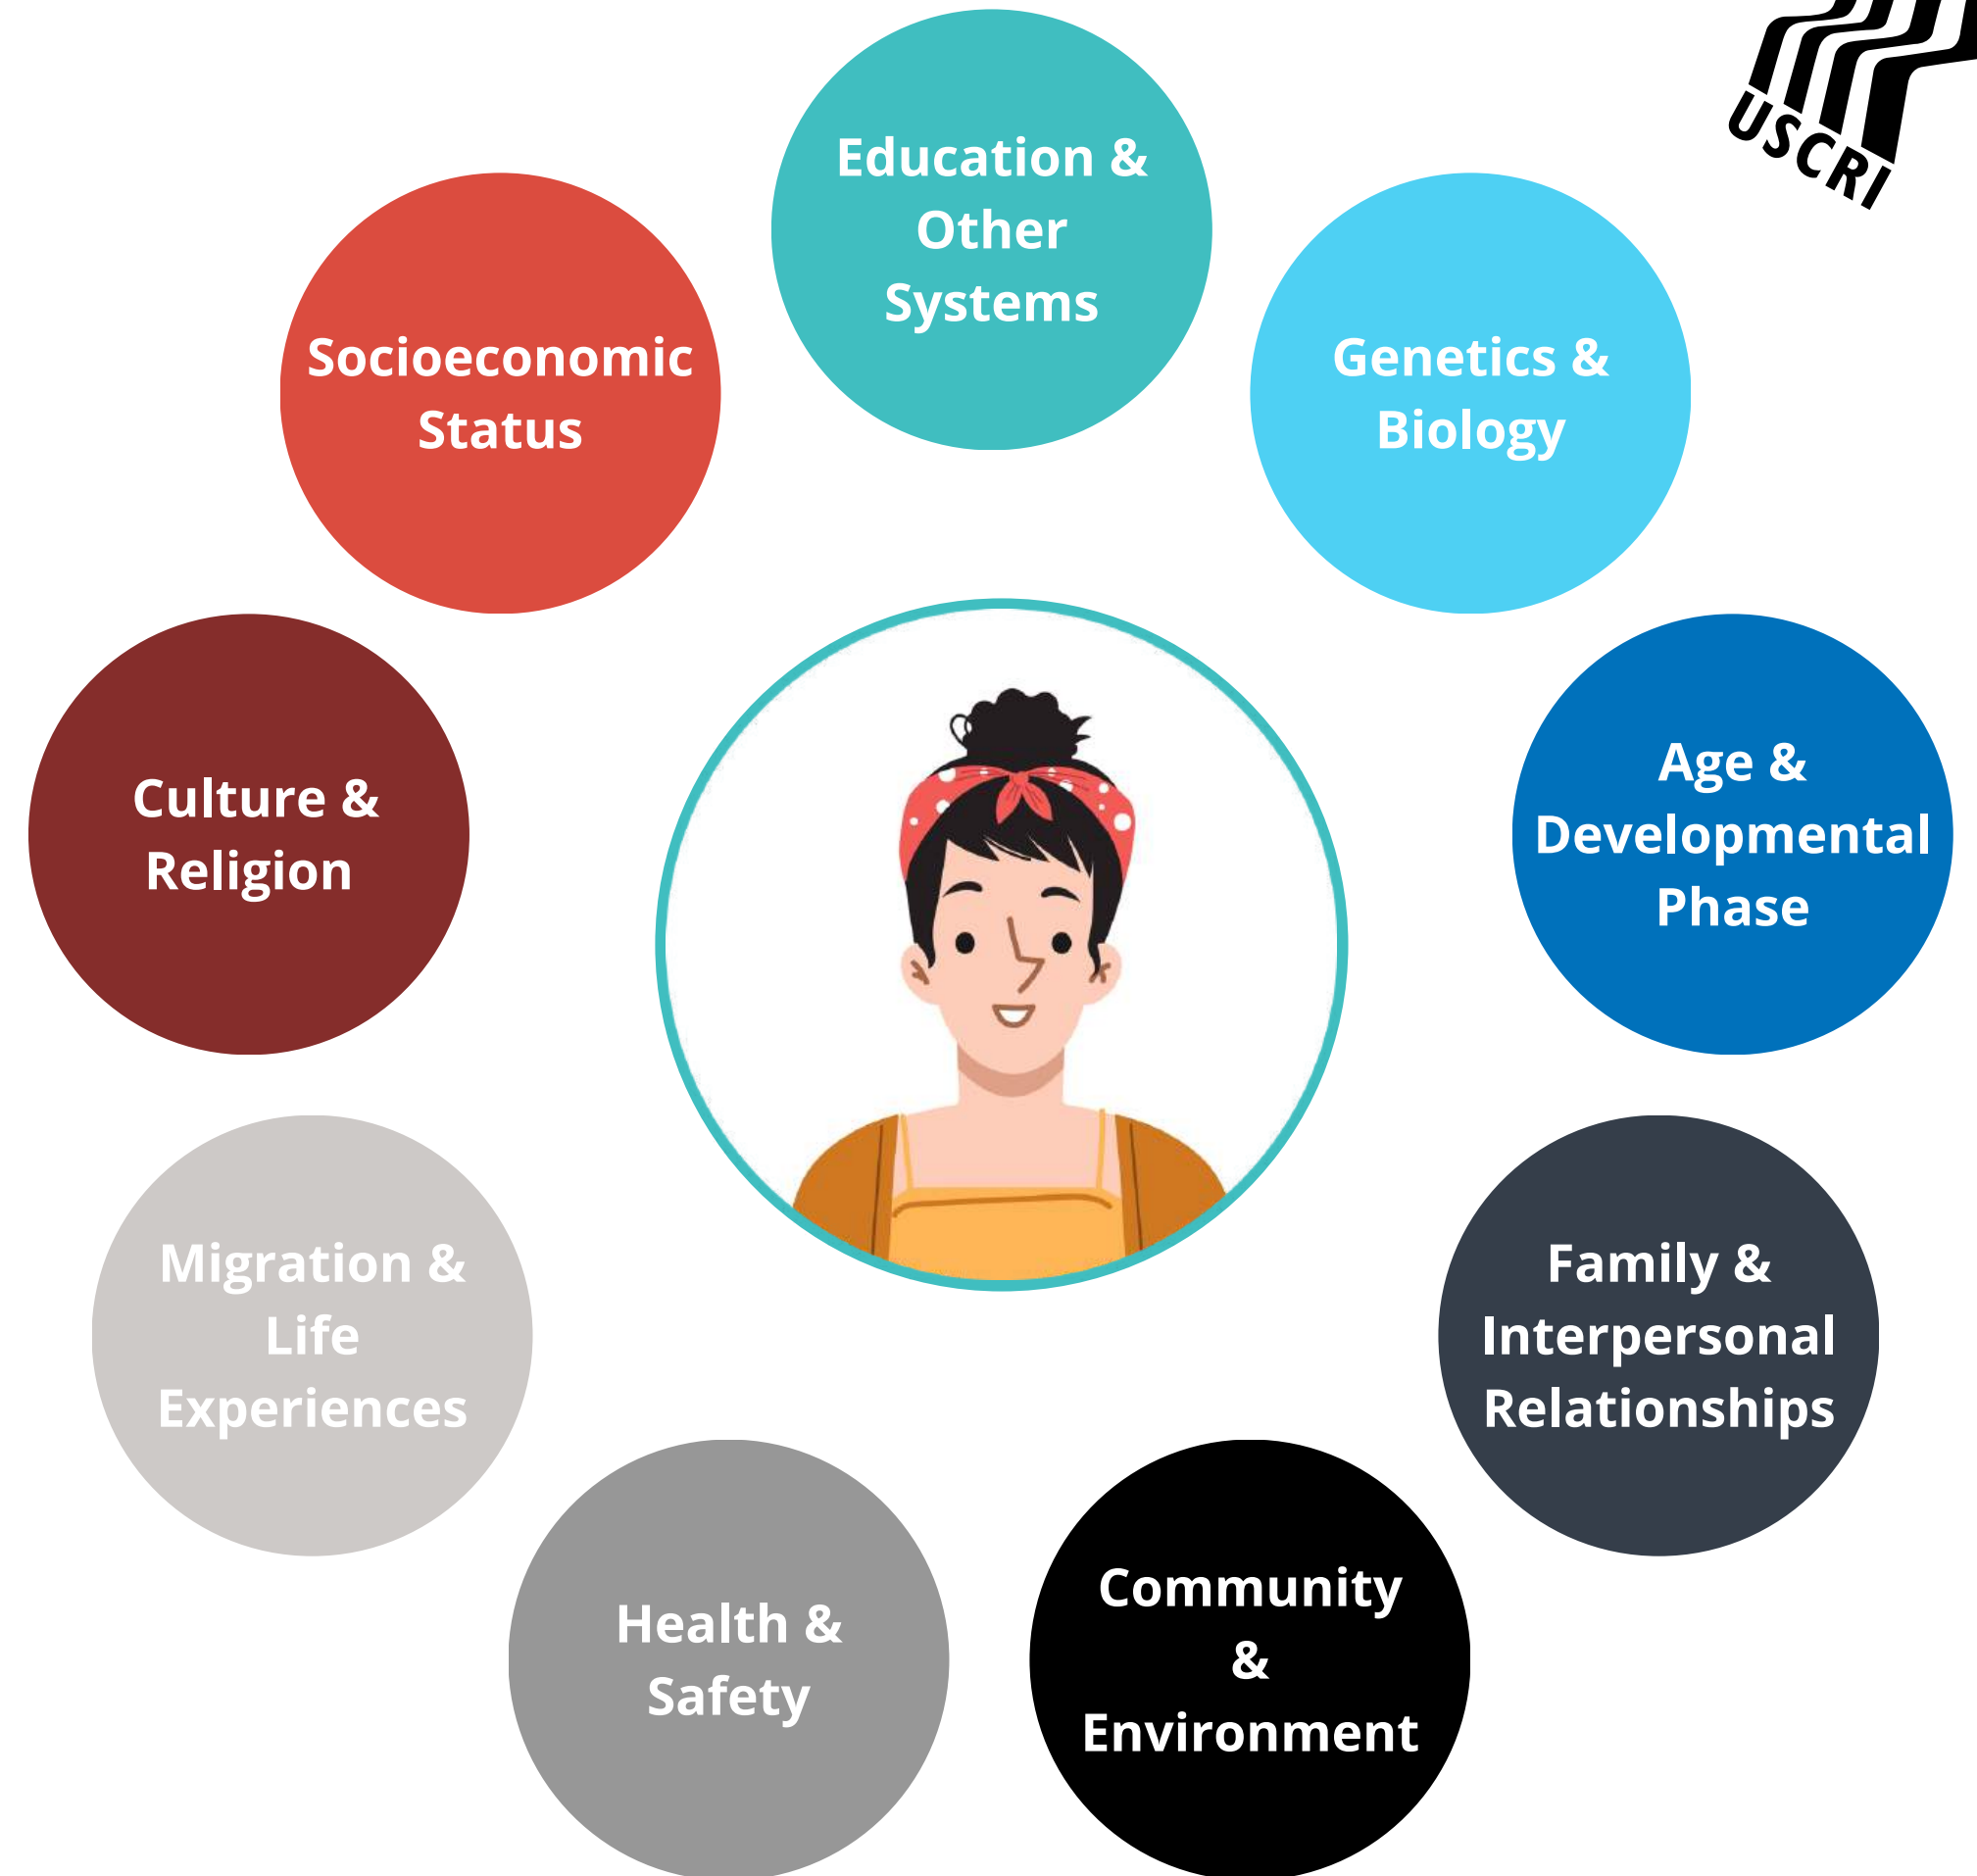 USCRI
Education &
Other
Systems
Socioeconomic
Status
Genetics &
Biology
Culture &
Religion
Age &
Developmental
Phase
Migration &
Life
Experiences
Family &
Interpersonal
Relationships
Health &
Safety
Community
&
Environment